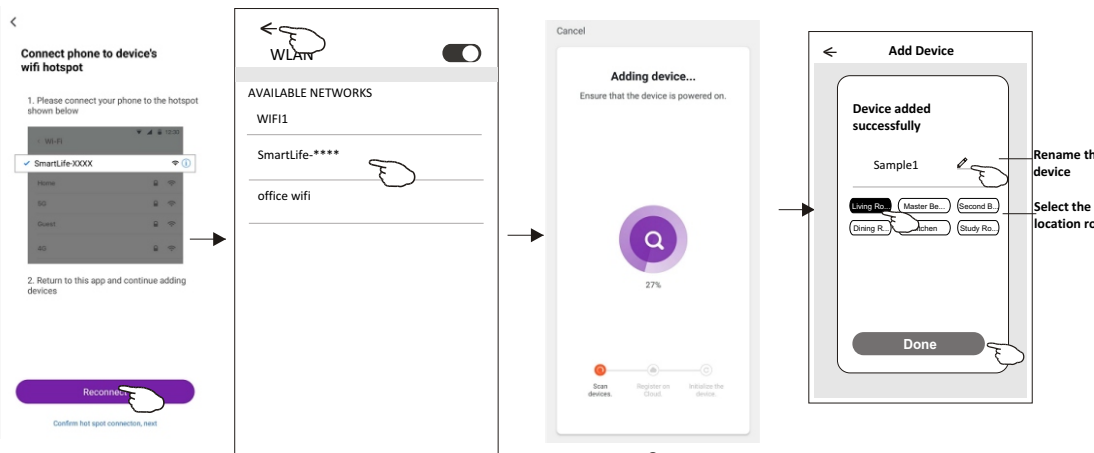 Connect phone to device's
wifi hotspot
1. Please connect your phone to the hotspot
shown below
Wi-Fi
10:00
SmartLife-XXXX
Home
5G
Guest
4G
2. Return to this app and continue adding
devices
Reconnect
Confirm hot spot connecton, next
WLAN
AVAILABLE NETWORKS
WIFI1
SmartLife-****
office wifi
Cancel
Adding device...
Ensure that the device is powered on.
27%
Scan
devices.
Register on
Cloud.
Initialize the
device.
Add Device
Device added
successfully
Sample1
Rename th
device
Living Ro... Master Be... Second B...
Select the
location ro
Dining R... Study Ro...
Done